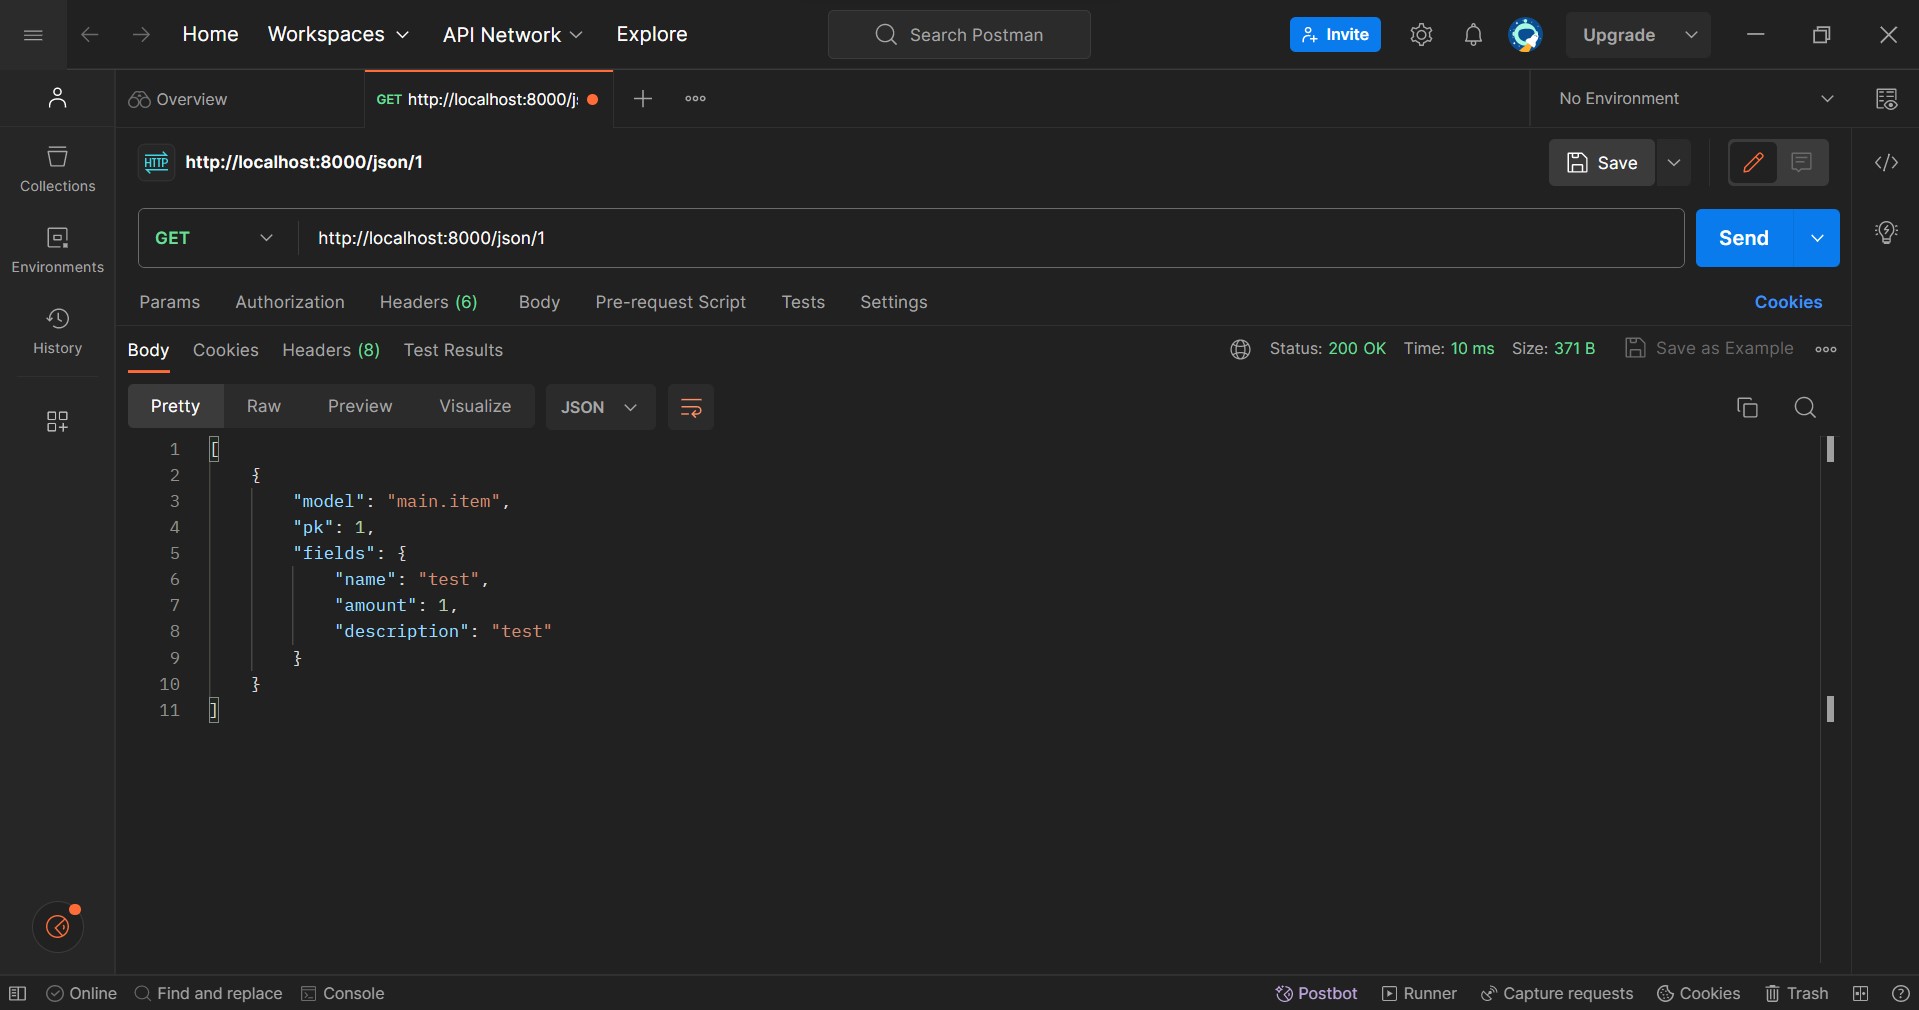 Home Workspaces API Network Explore Search Postman Invite Upgrade
Overview GET http://localhost:8000/j No Environment
HTTP http://localhost:8000/json/1 Save
Collections
GET http://localhost:8000/json/1 Send
Environments
Params Authorization Headers (6) Body Pre-request Script Tests Settings Cookies
History
Body Cookies Headers (8) Test Results Status: 200 OK Time: 10 ms Size: 371 B Save as Example
Pretty Raw Preview Visualize JSON
1 [
2 {
3 "model": "main.item",
4 "pk": 1,
5 "fields": {
6 "name": "test",
7 "amount": 1,
8 "description": "test"
9 }
10 }
11 ]
Online Find and replace Console Postbot Runner Capture requests Cookies Trash